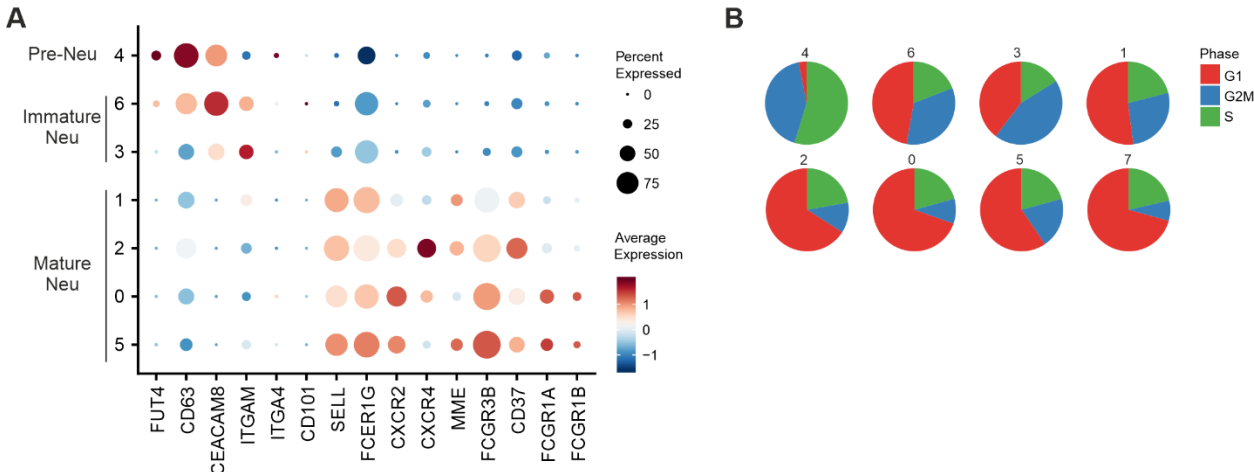 A
Pre-Neu
Immature
Neu
Mature
Neu
4
6
3
1
2
0
5
FUT4
CD63
CEACAM8
ITGAM
ITGA4
CD101
SELL
FCER1G
CXCR2
CXCR4
MME
FCGR3B
CD37
FCGR1A
FCGR1B
Percent
Expressed
0
25
50
75
Average
Expression
1
0
−1
B
4
6
3
1
2
0
5
7
Phase
G1
G2M
S